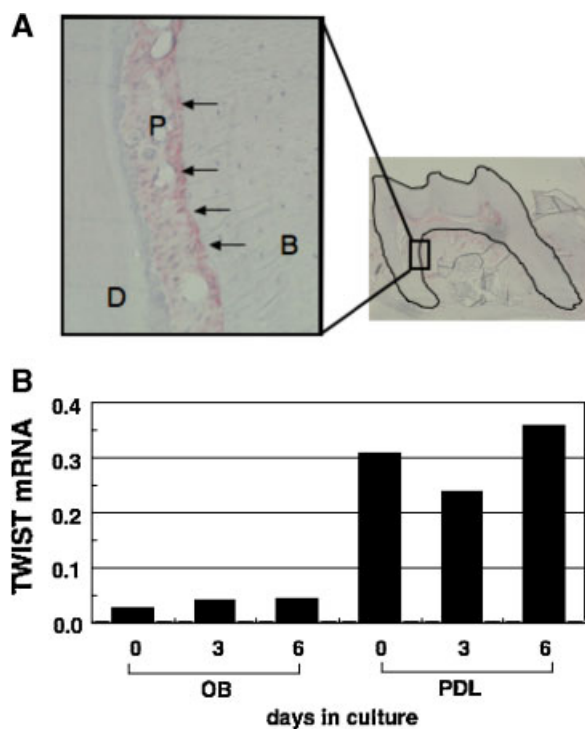 A
P
B
D
B
TWIST mRNA
0.4
0.3
0.2
0.1
0.0
0 3 6 0 3 6
OB PDL
days in culture